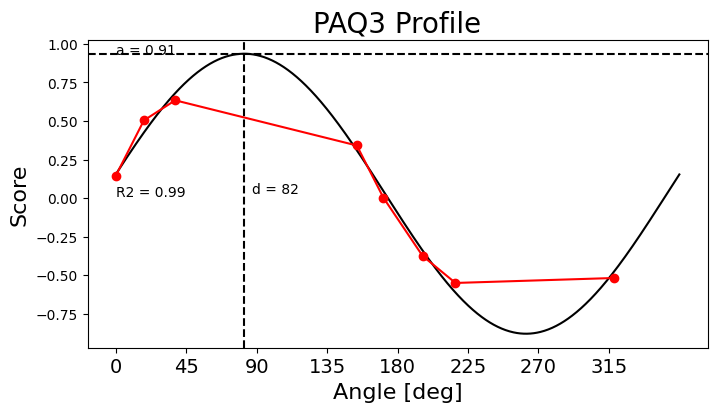 PAQ3 Profile
1.00
a = 0.91
0.75
0.50
0.25
0.00
R2 = 0.99
d = 82
−0.25
−0.50
−0.75
Score
0 45 90 135 180 225 270 315
Angle [deg]